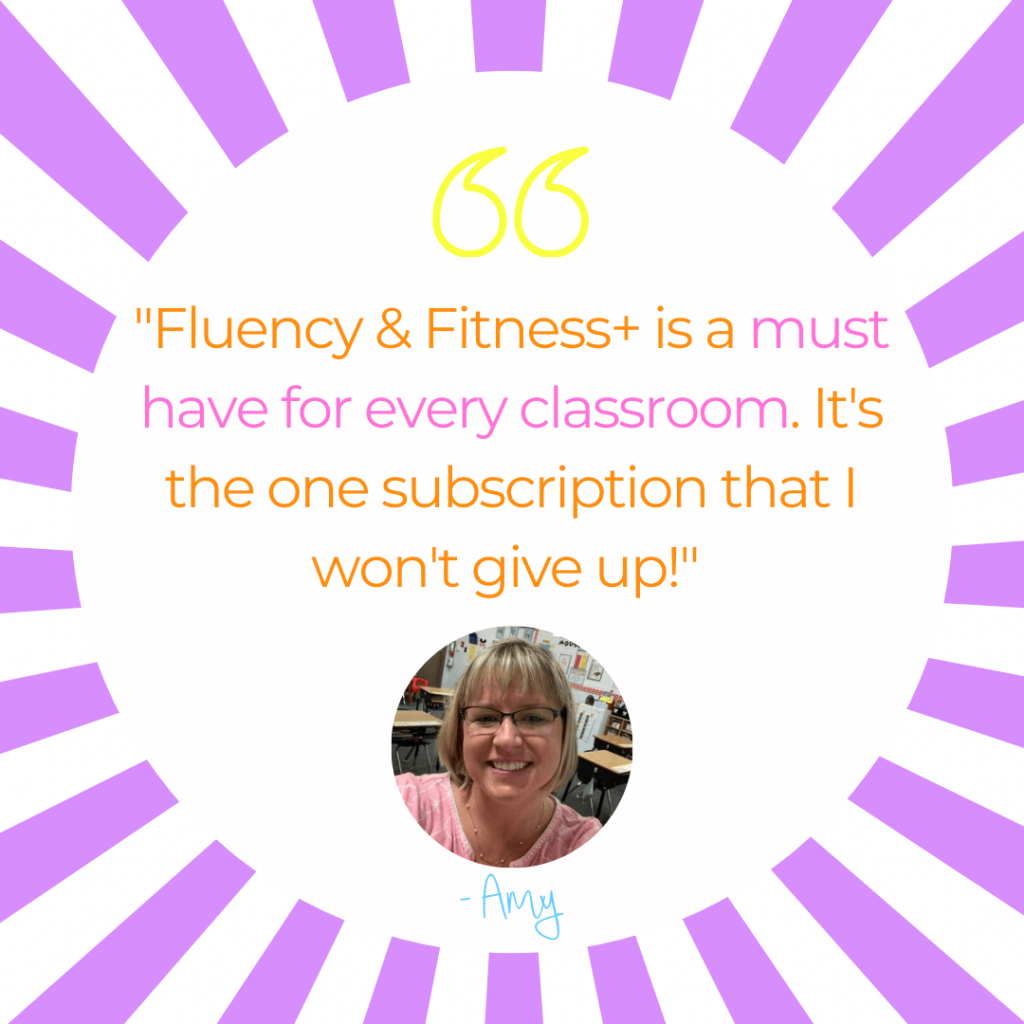 "Fluency & Fitness+ is a must
have for every classroom. It's
the one subscription that I
won't give up!"
- Amy